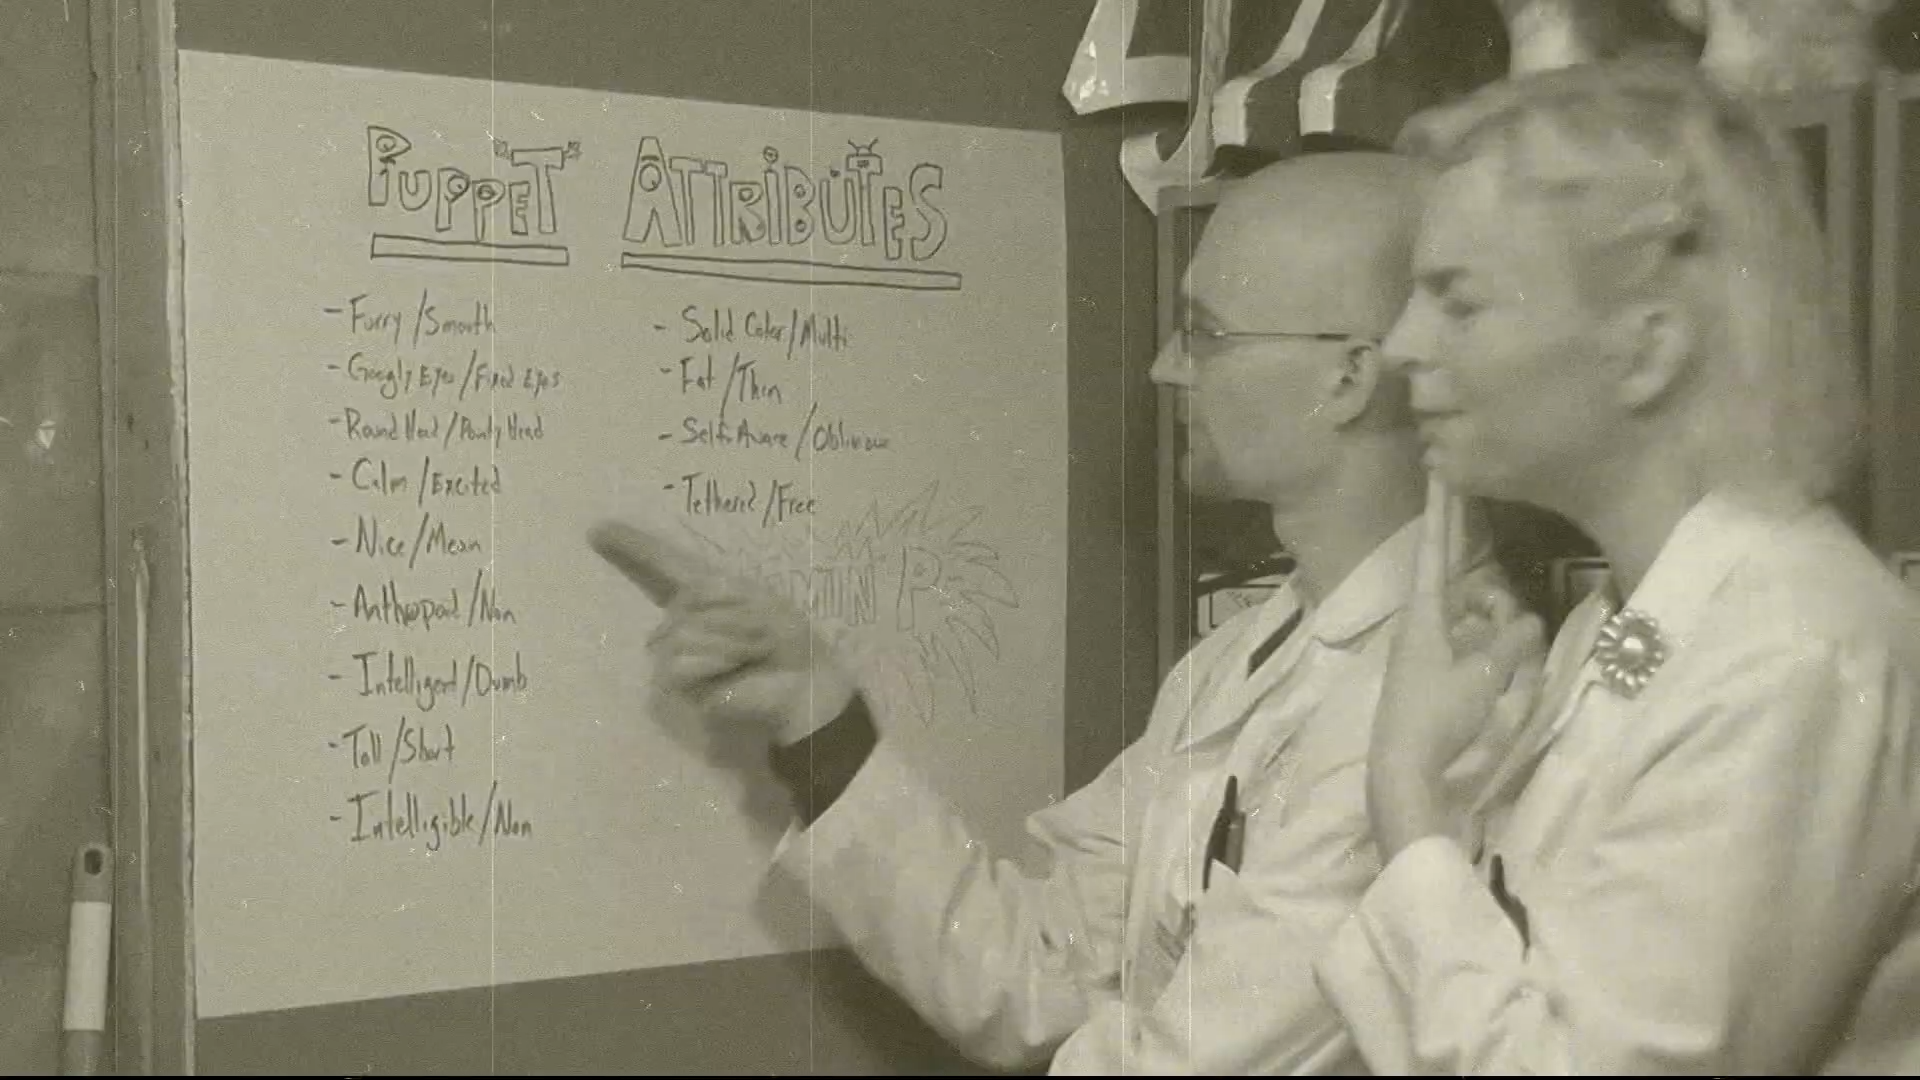 PUPPET ATTRIBUTES
- Furry/Smooth
- Googly Eyes/Fixed Eyes
- Round Head/Pointy Head
- Calm/Excited
- Nice/Mean
- Anthropoid/Non
- Intelligent/Dumb
- Tall/Short
- Intelligible/Non
- Solid Color/Multi
- Fat/Thin
- Self Aware/Oblivious
- Tethered/Free
P